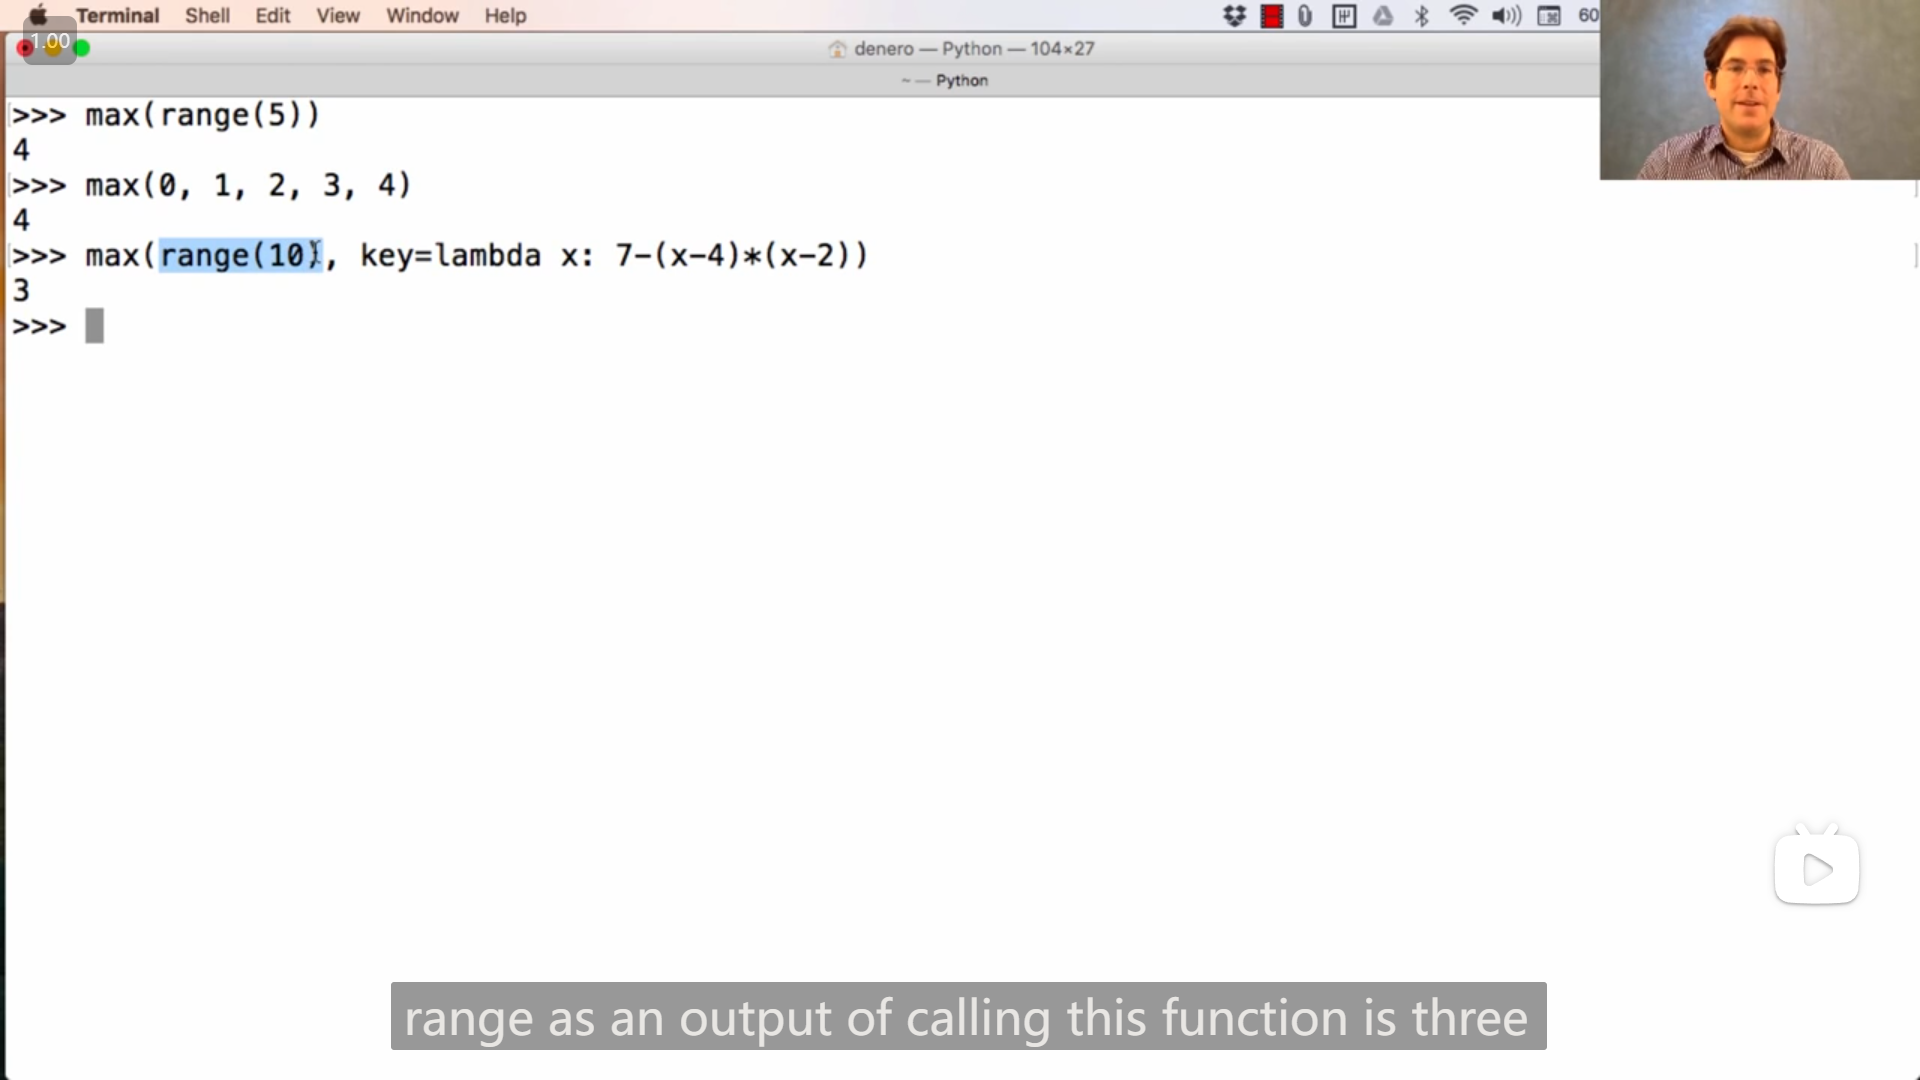 Terminal Shell Edit View Window Help 60
1.00
denero — Python — 104×27
~ — Python
>>> max(range(5))
4
>>> max(0, 1, 2, 3, 4)
4
>>> max(range(10), key=lambda x: 7-(x-4)*(x-2))
3
>>>
range as an output of calling this function is three